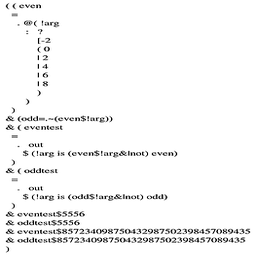 ( ( even
=
. @( !arg
: ?
[-2
( 0
| 2
| 4
| 6
| 8
)
)
)
& (odd=.~(even$!arg))
& ( eventest
=
. out
$ (!arg is (even$!arg&|not) even)
)
& ( oddtest
=
. out
$ (!arg is (odd$!arg&|not) odd)
)
& eventest$5556
& oddtest$5556
& eventest$857234098750432987502398457089435
& oddtest$857234098750432987502398457089435
)